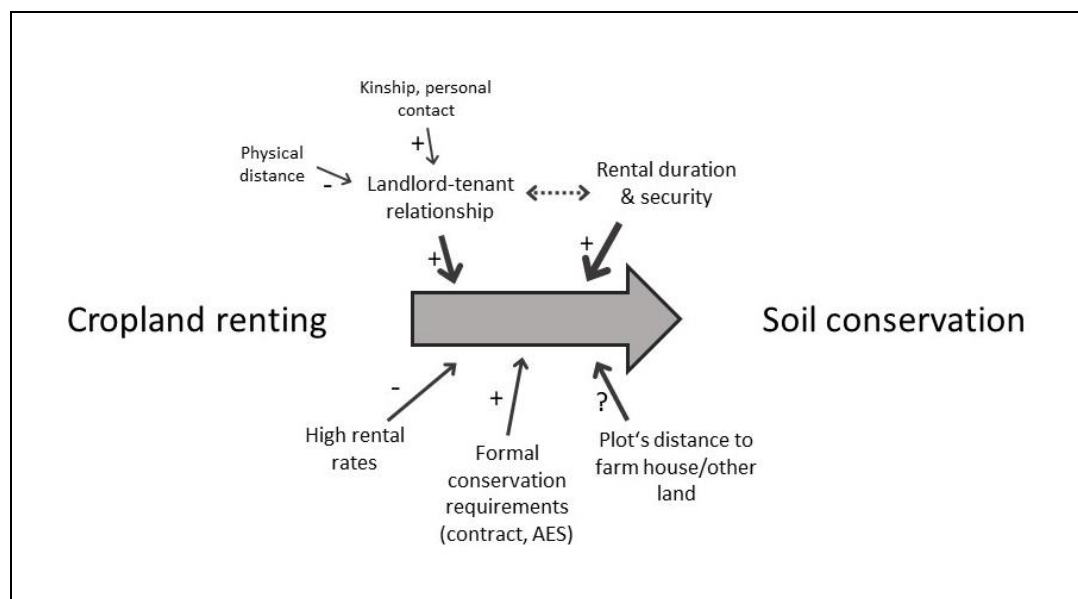 Kinship, personal
contact
+
Physical
distance
-
Landlord-tenant
relationship
Rental duration
& security
+
+
Cropland renting
Soil conservation
-
+
?
High rental
rates
Formal
conservation
requirements
(contract, AES)
Plot‘s distance to
farm house/other
land